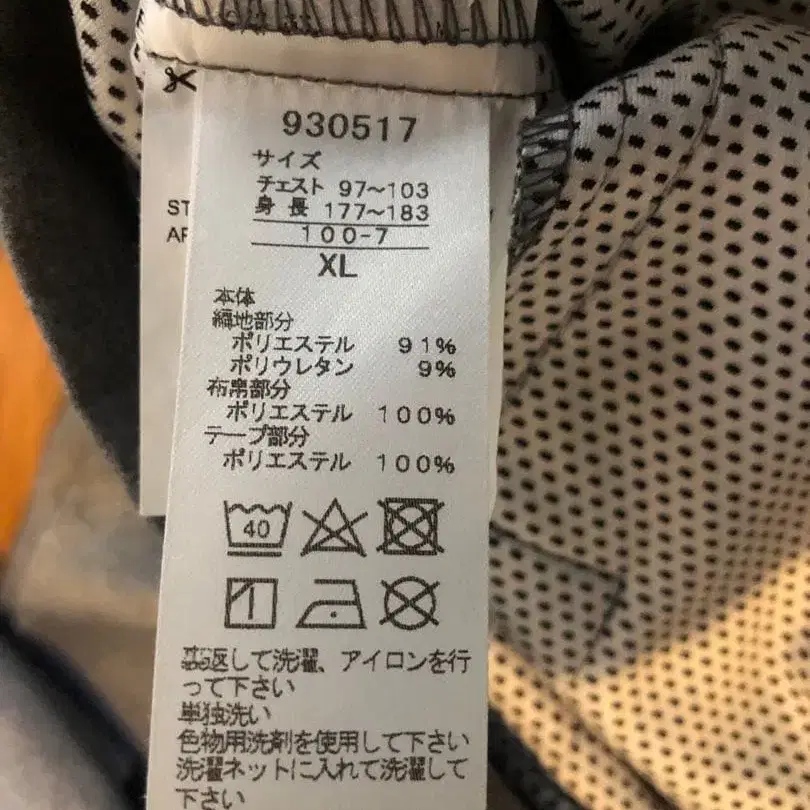 930517
サイズ
チェスト 97～103
身長 177～183
100-7
XL
ST
AF
本体
編地部分
ポリエステル 91%
ポリウレタン 9%
布帛部分
ポリエステル 100%
テープ部分
ポリエステル 100%
40
裏返して洗濯、アイロンを行
って下さい
単独洗い
色物用洗剤を使用して下さい
洗濯ネットに入れて洗濯して
下さい